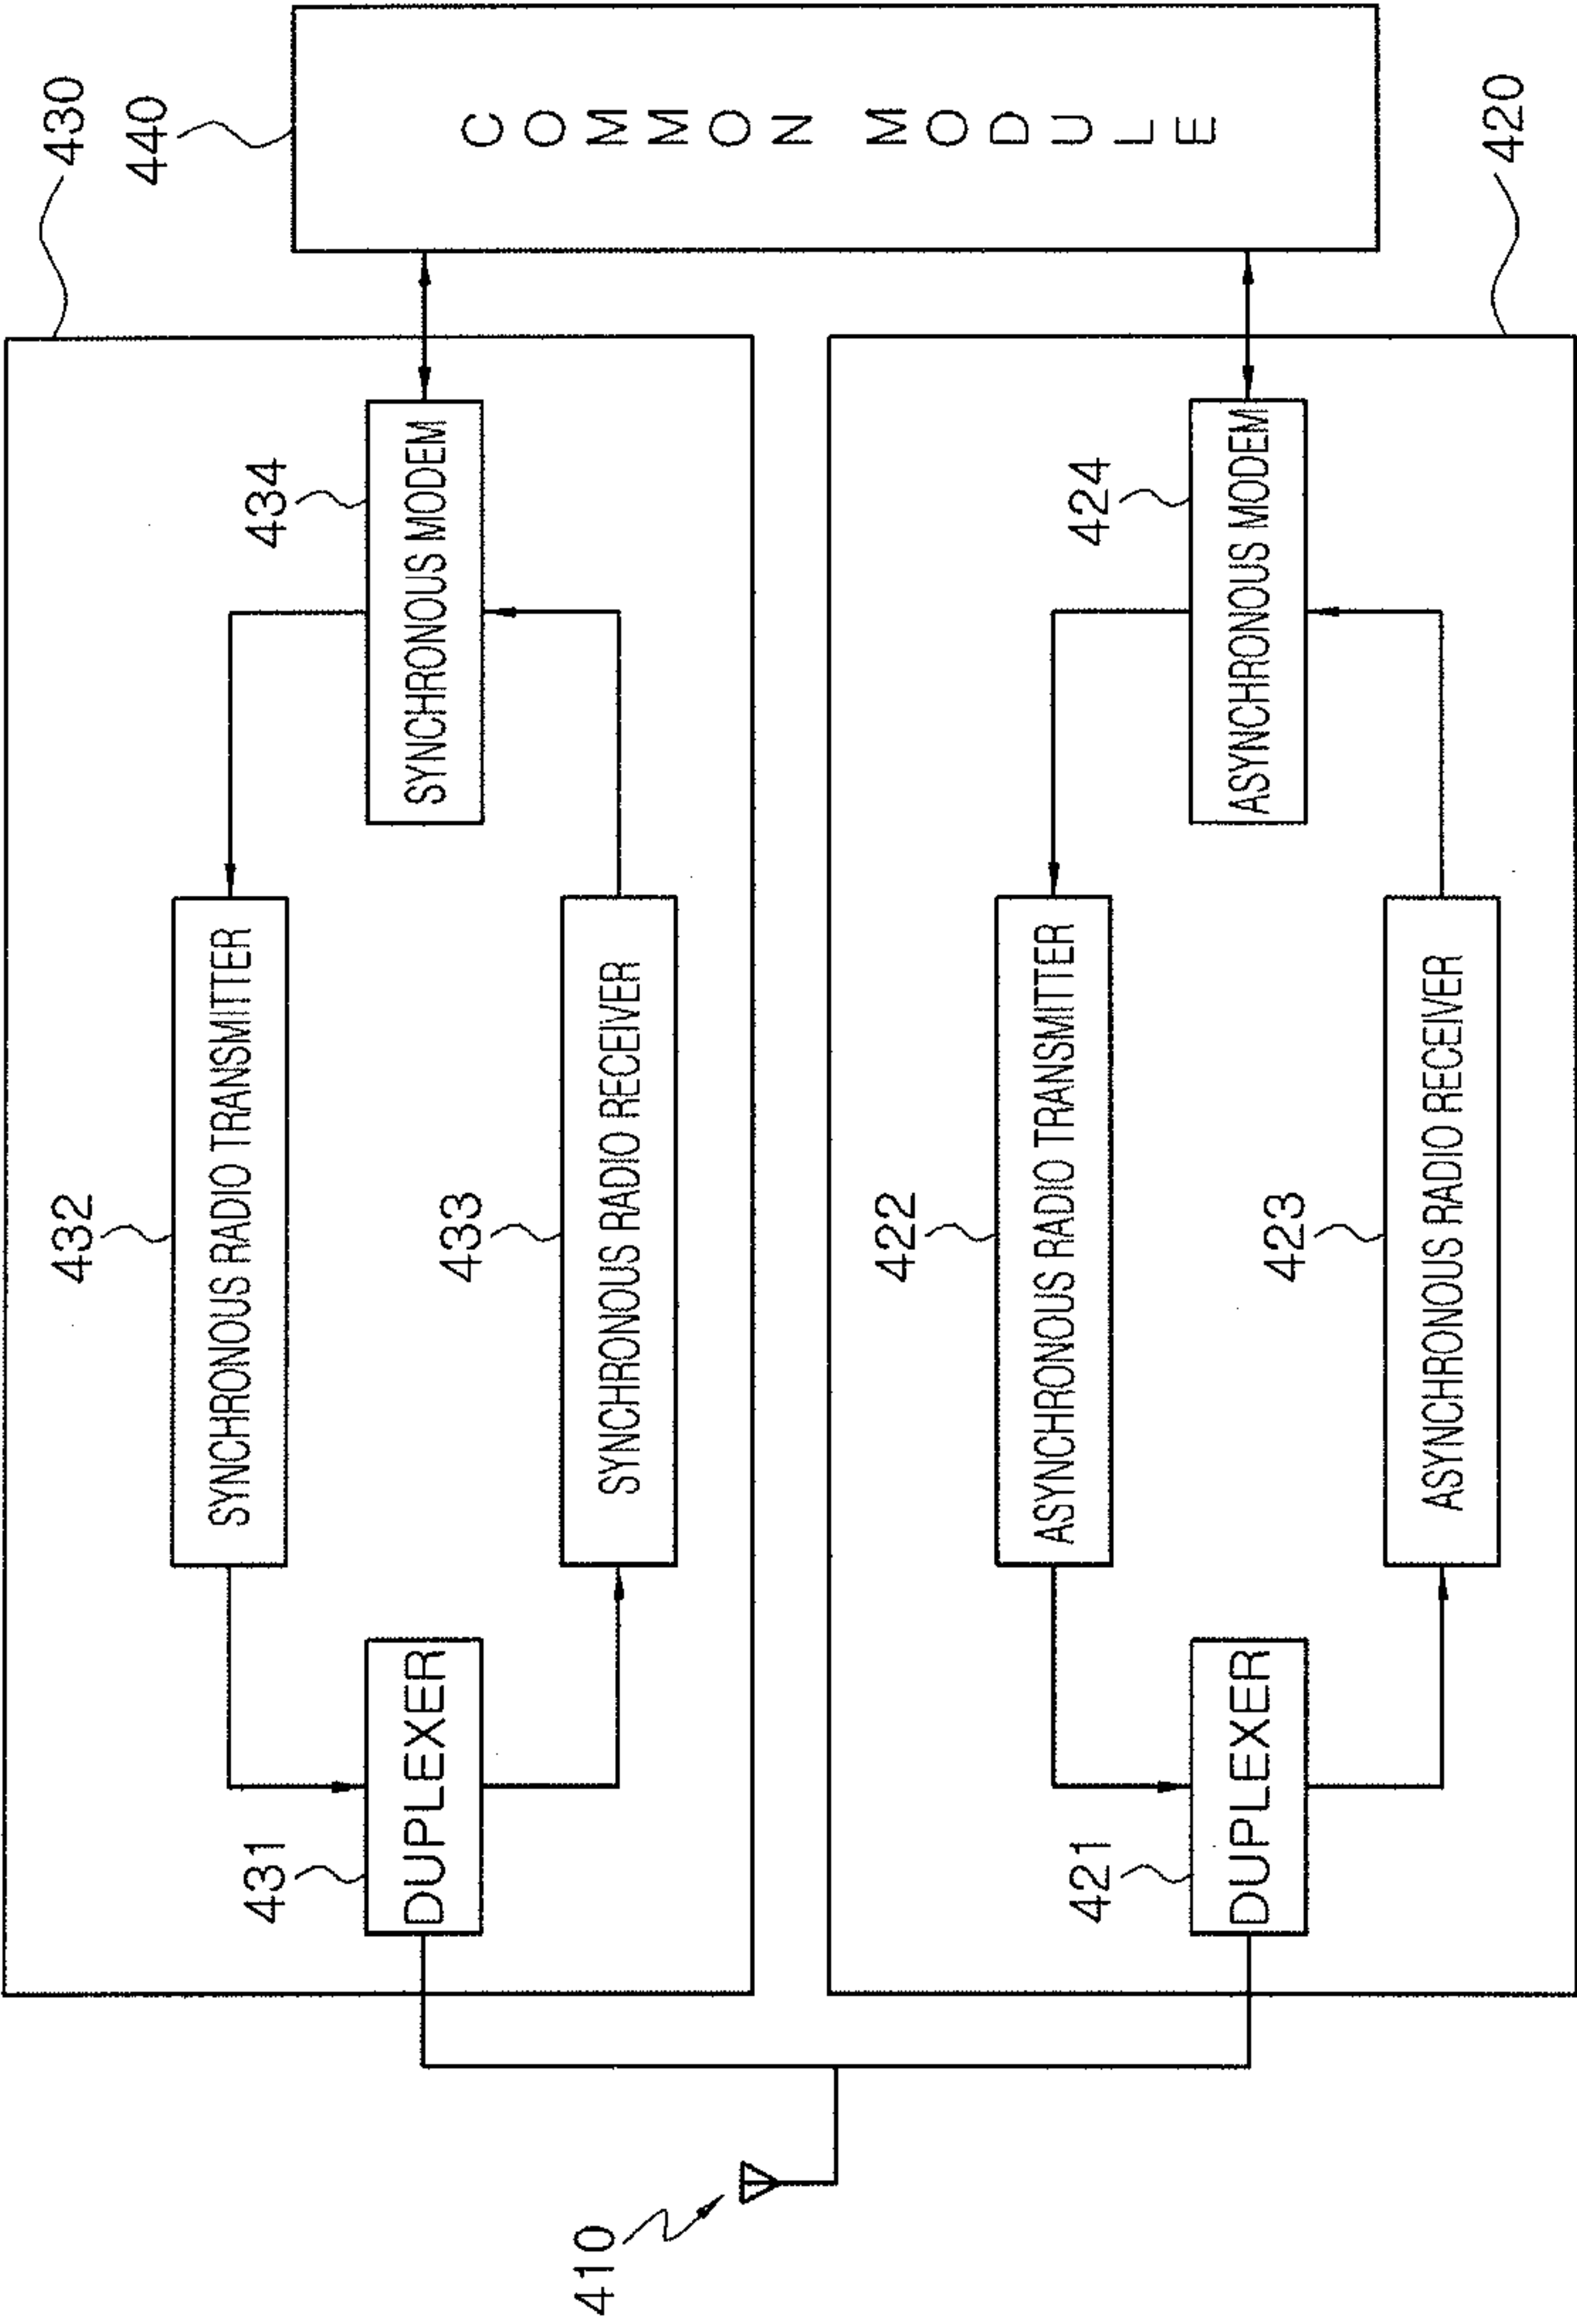 430
440
COMMON MODULE
432
SYNCHRONOUS RADIO TRANSMITTER
431
DUPLEXER
434
SYNCHRONOUS MODEM
433
SYNCHRONOUS RADIO RECEIVER
410
422
ASYNCHRONOUS RADIO TRANSMITTER
421
DUPLEXER
424
ASYNCHRONOUS MODEM
423
ASYNCHRONOUS RADIO RECEIVER
420